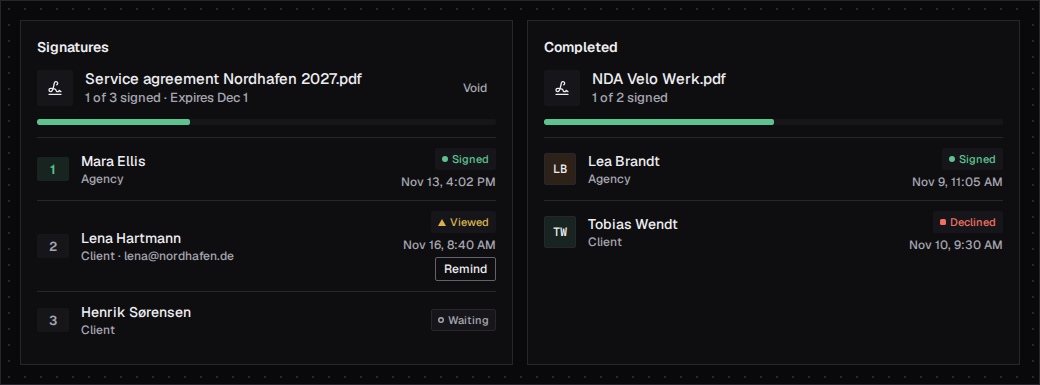 Signatures
Service agreement Nordhafen 2027.pdf
1 of 3 signed · Expires Dec 1
Void
1
Mara Ellis
Agency
Signed
Nov 13, 4:02 PM
2
Lena Hartmann
Client · lena@nordhafen.de
Viewed
Nov 16, 8:40 AM
Remind
3
Henrik Sørensen
Client
Waiting
Completed
NDA Velo Werk.pdf
1 of 2 signed
LB
Lea Brandt
Agency
Signed
Nov 9, 11:05 AM
TW
Tobias Wendt
Client
Declined
Nov 10, 9:30 AM